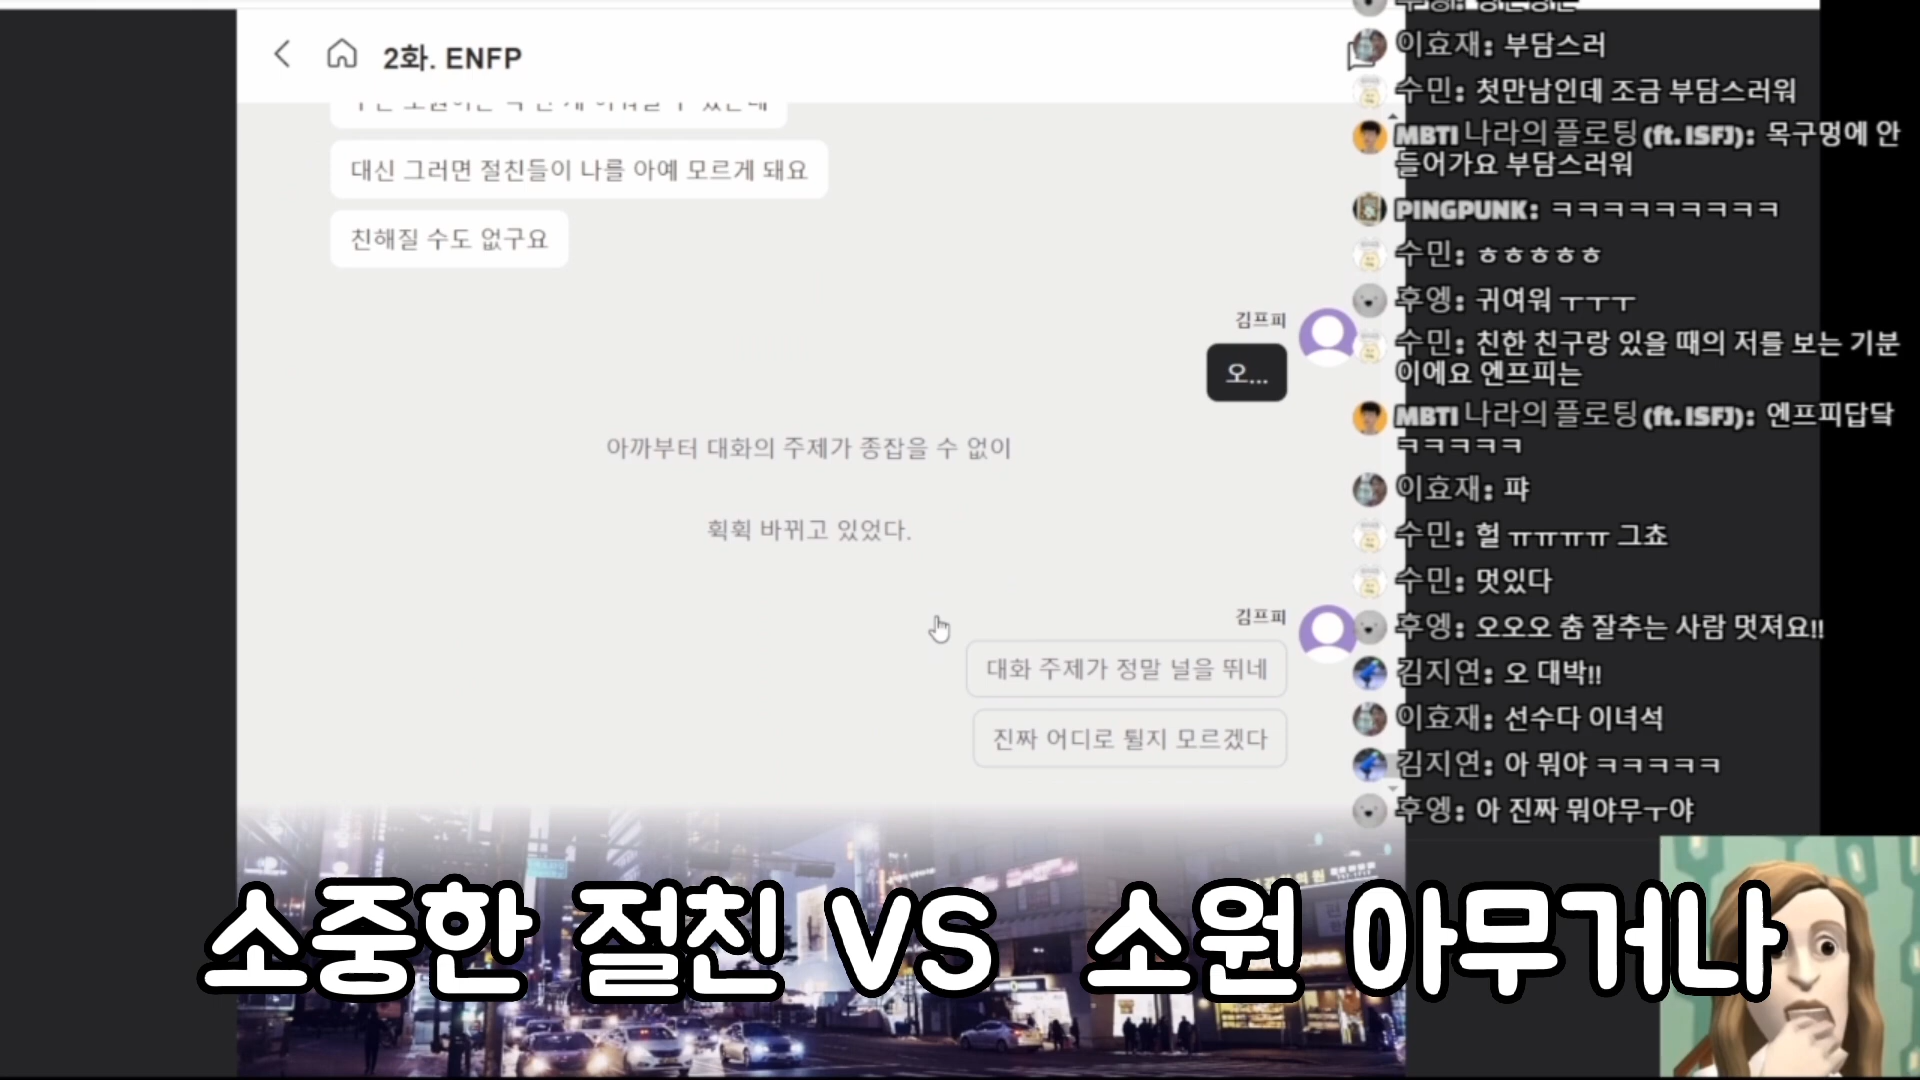 2화. ENFP
대신 그러면 절친들이 나를 아예 모르게 돼요
친해질 수도 없구요
김프피
오...
아까부터 대화의 주제가 종잡을 수 없이
휙휙 바뀌고 있었다.
김프피
대화 주제가 정말 널을 뛰네
진짜 어디로 튈지 모르겠다
이효재: 부담스러
수민: 첫만남인데 조금 부담스러워
MBTI 나라의 플로팅 (ft. ISFJ): 목구멍에 안
들어가요 부담스러워
PINGPUNK: ㅋㅋㅋㅋㅋㅋㅋㅋㅋ
수민: ㅎㅎㅎㅎㅎ
후엥: 귀여워 ㅜㅜㅜ
수민: 친한 친구랑 있을 때의 저를 보는 기분
이에요 엔프피는
MBTI 나라의 플로팅 (ft. ISFJ): 엔프피답닼
ㅋㅋㅋㅋㅋ
이효재: 퍄
수민: 헐 ㅠㅠㅠㅠ 그쵸
수민: 멋있다
후엥: 오오오 춤 잘추는 사람 멋져요!!
김지연: 오 대박!!
이효재: 선수다 이녀석
김지연: 아 뭐야 ㅋㅋㅋㅋㅋ
후엥: 아 진짜 뭐야무ㅜ야
소중한 절친 VS 소원 아무거나